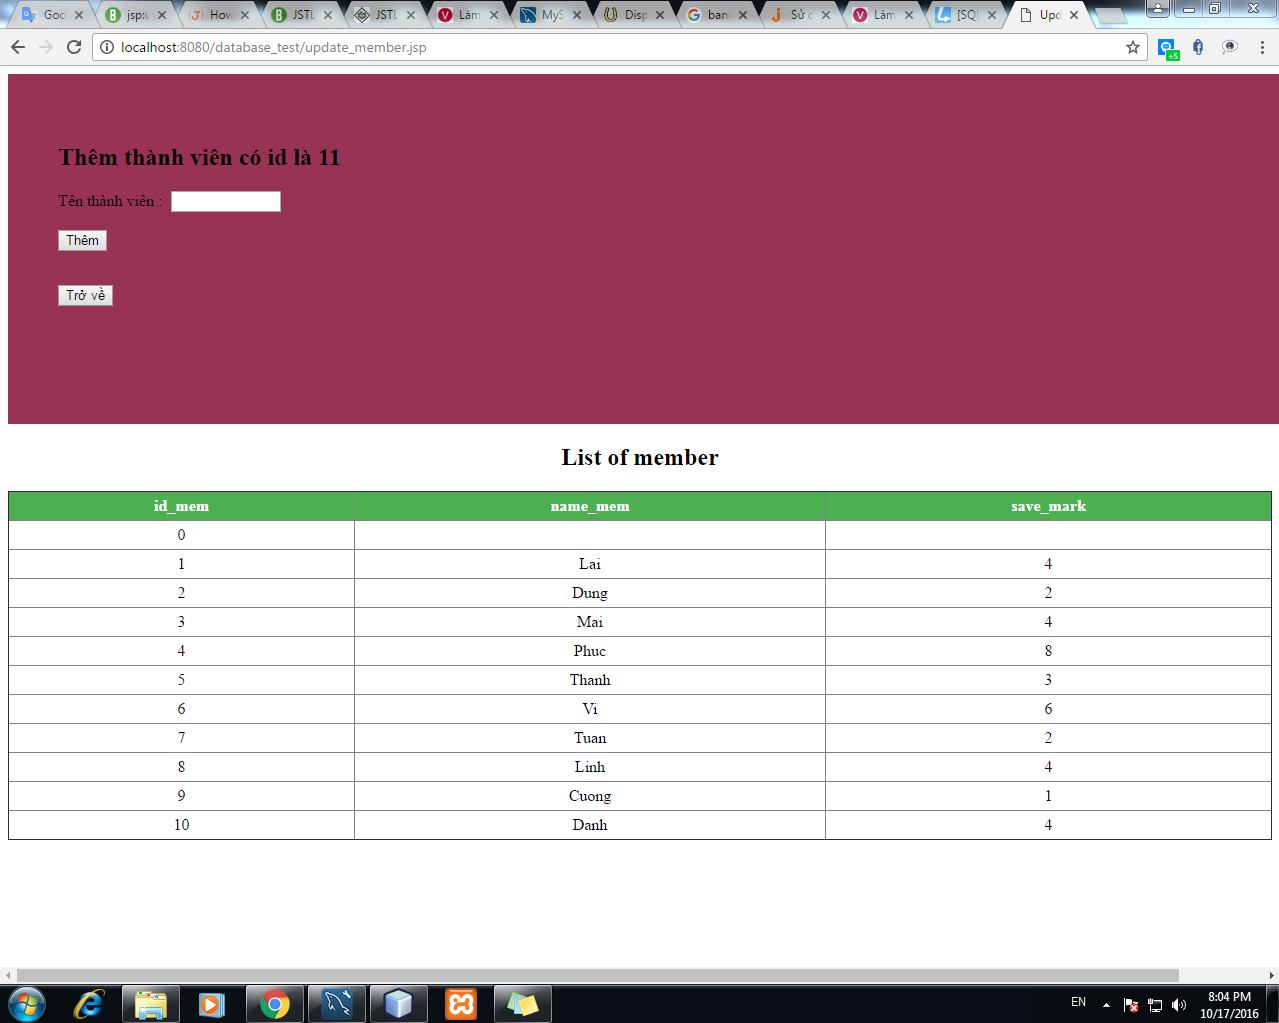 Goo
jsp:u
How
JSTL
JSTL
Làm
MyS
Disp
ban
Sử d
Làm
[SQ
Upd
localhost:8080/database_test/update_member.jsp
+5
Thêm thành viên có id là 11
Tên thành viên :
Thêm
Trở về
List of member
id_mem name_mem save_mark
0
1 Lai 4
2 Dung 2
3 Mai 4
4 Phuc 8
5 Thanh 3
6 Vi 6
7 Tuan 2
8 Linh 4
9 Cuong 1
10 Danh 4
EN
8:04 PM
10/17/2016